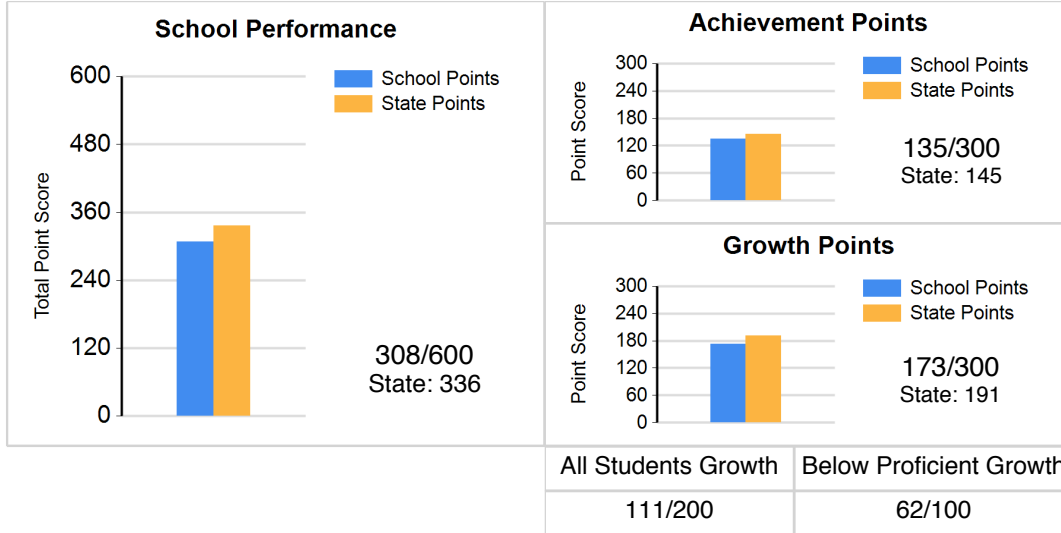 School Performance
Total Point Score
600
480
360
240
120
0
School Points
State Points
308/600
State: 336
Achievement Points
Point Score
300
240
180
120
60
0
School Points
State Points
135/300
State: 145
Growth Points
Point Score
300
240
180
120
60
0
School Points
State Points
173/300
State: 191
All Students Growth
Below Proficient Growth
111/200
62/100